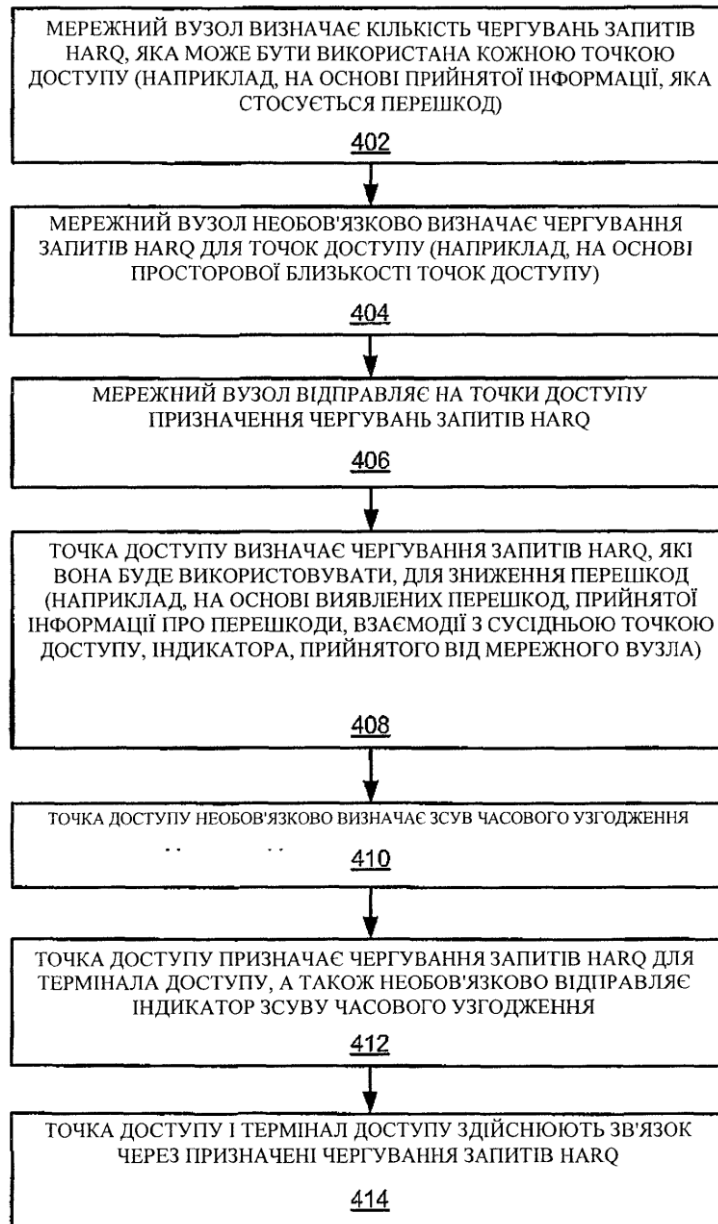 МЕРЕЖНИЙ ВУЗОЛ ВИЗНАЧАЄ КІЛЬКІСТЬ ЧЕРГУВАНЬ ЗАПИТІВ
HARQ, ЯКА МОЖЕ БУТИ ВИКОРИСТАНА КОЖНОЮ ТОЧКОЮ
ДОСТУПУ (НАПРИКЛАД, НА ОСНОВІ ПРИЙНЯТОЇ ІНФОРМАЦІЇ, ЯКА
СТОСУЄТЬСЯ ПЕРЕШКОД)
402
МЕРЕЖНИЙ ВУЗОЛ НЕОБОВ'ЯЗКОВО ВИЗНАЧАЄ ЧЕРГУВАННЯ
ЗАПИТІВ HARQ ДЛЯ ТОЧОК ДОСТУПУ (НАПРИКЛАД, НА ОСНОВІ
ПРОСТОРОВОЇ БЛИЗЬКОСТІ ТОЧОК ДОСТУПУ)
404
МЕРЕЖНИЙ ВУЗОЛ ВІДПРАВЛЯЄ НА ТОЧКИ ДОСТУПУ
ПРИЗНАЧЕННЯ ЧЕРГУВАНЬ ЗАПИТІВ HARQ
406
ТОЧКА ДОСТУПУ ВИЗНАЧАЄ ЧЕРГУВАННЯ ЗАПИТІВ HARQ, ЯКІ
ВОНА БУДЕ ВИКОРИСТОВУВАТИ, ДЛЯ ЗНИЖЕННЯ ПЕРЕШКОД
(НАПРИКЛАД, НА ОСНОВІ ВИЯВЛЕНИХ ПЕРЕШКОД, ПРИЙНЯТОЇ
ІНФОРМАЦІЇ ПРО ПЕРЕШКОДИ, ВЗАЄМОДІЇ З СУСІДНЬОЮ ТОЧКОЮ
ДОСТУПУ, ІНДИКАТОРА, ПРИЙНЯТОГО ВІД МЕРЕЖНОГО ВУЗЛА)
408
ТОЧКА ДОСТУПУ НЕОБОВ'ЯЗКОВО ВИЗНАЧАЄ ЗСУВ ЧАСОВОГО УЗГОДЖЕННЯ
410
ТОЧКА ДОСТУПУ ПРИЗНАЧАЄ ЧЕРГУВАННЯ ЗАПИТІВ HARQ ДЛЯ
ТЕРМІНАЛА ДОСТУПУ, А ТАКОЖ НЕОБОВ'ЯЗКОВО ВІДПРАВЛЯЄ
ІНДИКАТОР ЗСУВУ ЧАСОВОГО УЗГОДЖЕННЯ
412
ТОЧКА ДОСТУПУ І ТЕРМІНАЛ ДОСТУПУ ЗДІЙСНЮЮТЬ ЗВ'ЯЗОК
ЧЕРЕЗ ПРИЗНАЧЕНІ ЧЕРГУВАННЯ ЗАПИТІВ HARQ
414